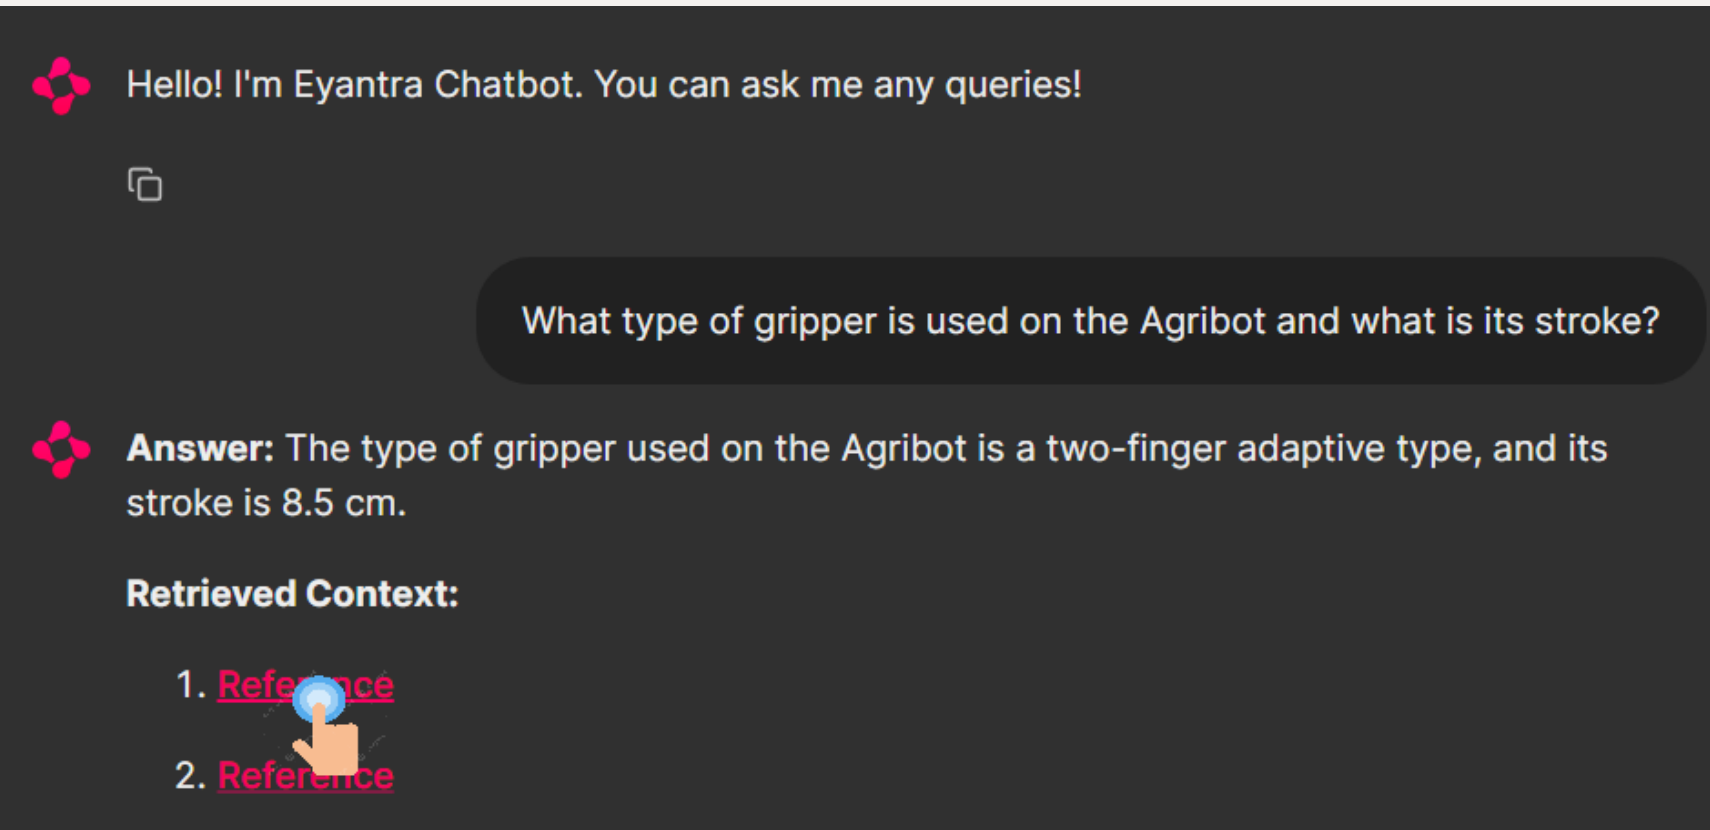 Hello! I'm Eyantra Chatbot. You can ask me any queries!
What type of gripper is used on the Agribot and what is its stroke?
Answer: The type of gripper used on the Agribot is a two-finger adaptive type, and its
stroke is 8.5 cm.
Retrieved Context:
1. Reference
2. Reference